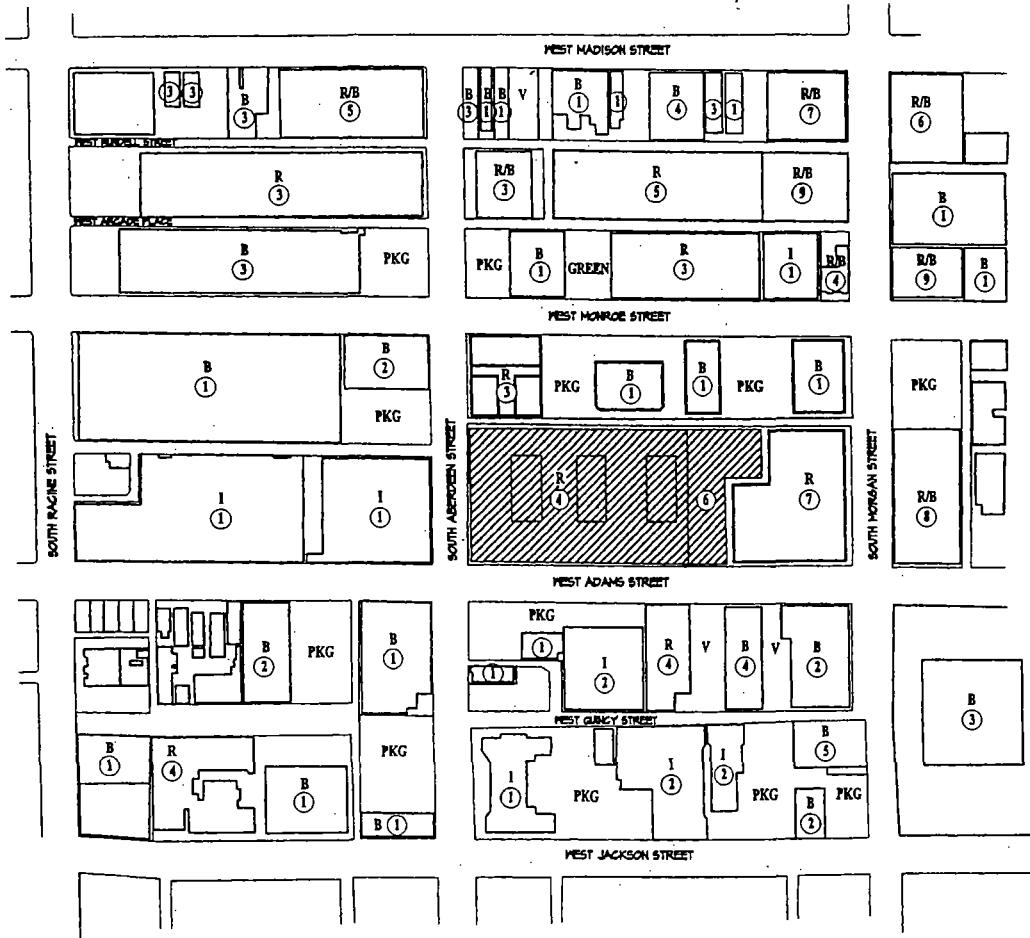 WEST MADISON STREET
3
3
B
3
R/B
5
B
3
B
1
B
1
V
B
1
1
B
4
3
1
R/B
7
R/B
6
WEST RUNDELL STREET
R
3
R/B
3
R
5
R/B
9
B
1
WEST ARCADE PLACE
B
3
PKG
PKG
B
1
GREEN
R
3
I
1
R/B
4
R/B
9
B
1
WEST MONROE STREET
B
1
B
2
PKG
R
3
PKG
B
1
B
1
PKG
B
1
PKG
SOUTH RACINE STREET
I
1
I
1
SOUTH ABERDEEN STREET
R
4
6
R
7
SOUTH MORGAN STREET
R/B
8
WEST ADAMS STREET
B
2
PKG
B
1
PKG
1
1
I
2
R
4
V
B
4
V
B
2
B
3
WEST QUINCY STREET
B
1
R
4
B
1
PKG
B 1
I
1
PKG
I
2
I
2
PKG
B
5
B
2
PKG
WEST JACKSON STREET